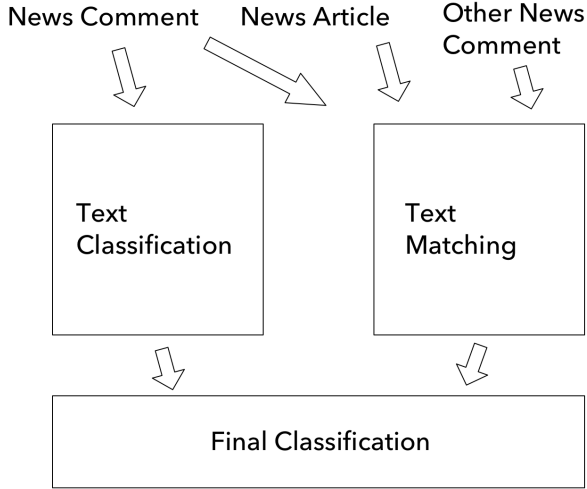 News Comment
News Article
Other News
Comment
Text
Classification
Text
Matching
Final Classification